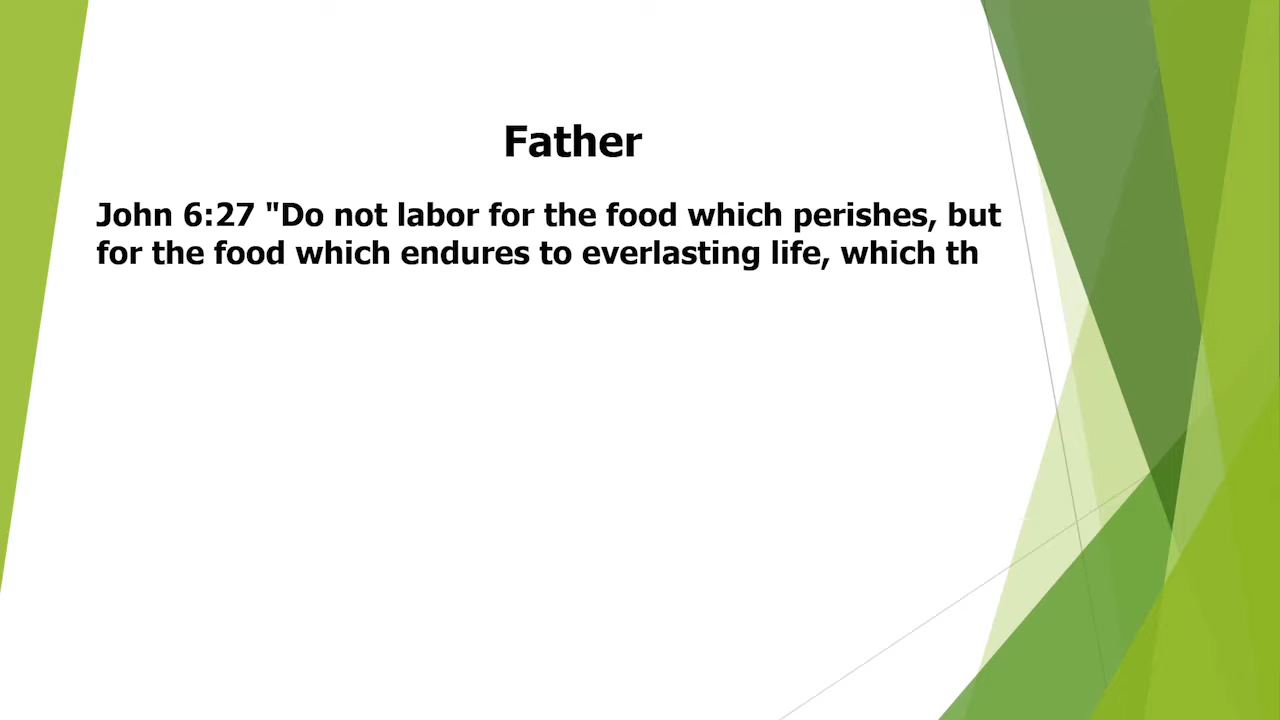 Father
John 6:27 "Do not labor for the food which perishes, but
for the food which endures to everlasting life, which th